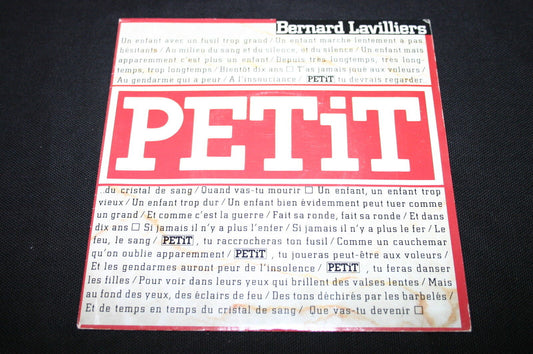 Bernard Lavilliers
Un enfant avec un fusil trop grand / Un enfant marche lentement à pas
hésitants / Au milieu du sang et du silence, et du silence / Un enfant mais
apparemment c'est plus un enfant / Depuis très longtemps, très long-
temps, trop longtemps / Bientôt dix ans □ T'as jamais joué aux voleurs /
Au gendarme qui a peur / A l'insouciance / PETiT tu devrais regarder...
PETiT
...du cristal de sang / Quand vas-tu mourir □ Un enfant, un enfant trop
vieux / Un enfant trop dur / Un enfant bien évidemment peut tuer comme
un grand / Et comme c'est la guerre / Fait sa ronde, fait sa ronde / Et dans
dix ans □ Si jamais il n'y a plus l'enfer / Si jamais il n'y a plus le fer / Le
feu, le sang / PETiT, tu raccrocheras ton fusil / Comme un cauchemar
qu'on oublie apparemment / PETiT, tu joueras peut-être aux voleurs /
Et les gendarmes auront peur de l'insolence / PETiT, tu feras danser
les filles / Pour voir dans leurs yeux qui brillent des valses lentes / Mais
au fond des yeux, des éclairs de feu / Des tons déchirés par les barbelés /
Et de temps en temps du cristal de sang / Que vas-tu devenir □